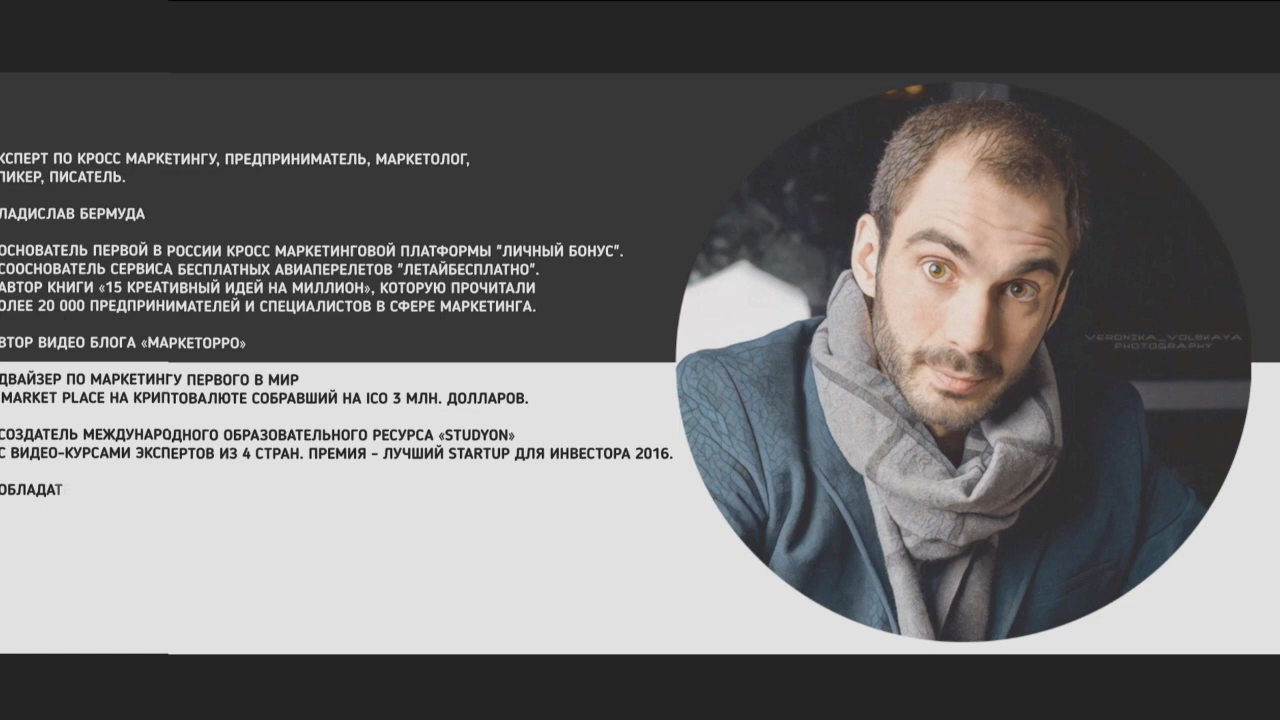 КСПЕРТ ПО КРОСС МАРКЕТИНГУ, ПРЕДПРИНИМАТЕЛЬ, МАРКЕТОЛОГ,
ПИКЕР, ПИСАТЕЛЬ.
ЛАДИСЛАВ БЕРМУДА
ОСНОВАТЕЛЬ ПЕРВОЙ В РОССИИ КРОСС МАРКЕТИНГОВОЙ ПЛАТФОРМЫ "ЛИЧНЫЙ БОНУС".
СООСНОВАТЕЛЬ СЕРВИСА БЕСПЛАТНЫХ АВИАПЕРЕЛЕТОВ "ЛЕТАЙБЕСПЛАТНО".
АВТОР КНИГИ «15 КРЕАТИВНЫЙ ИДЕЙ НА МИЛЛИОН», КОТОРУЮ ПРОЧИТАЛИ
ОЛЕЕ 20 000 ПРЕДПРИНИМАТЕЛЕЙ И СПЕЦИАЛИСТОВ В СФЕРЕ МАРКЕТИНГА.
ВТОР ВИДЕО БЛОГА «МАРКЕТОРРО»
ДВАЙЗЕР ПО МАРКЕТИНГУ ПЕРВОГО В МИР
MARKET PLACE НА КРИПТОВАЛЮТЕ СОБРАВШИЙ НА ICO 3 МЛН. ДОЛЛАРОВ.
СОЗДАТЕЛЬ МЕЖДУНАРОДНОГО ОБРАЗОВАТЕЛЬНОГО РЕСУРСА «STUDYON»
С ВИДЕО-КУРСАМИ ЭКСПЕРТОВ ИЗ 4 СТРАН. ПРЕМИЯ - ЛУЧШИЙ STARTUP ДЛЯ ИНВЕСТОРА 2016.
ОБЛАДАТ
VERONIKA_VOLSKAYA
PHOTOGRAPHY